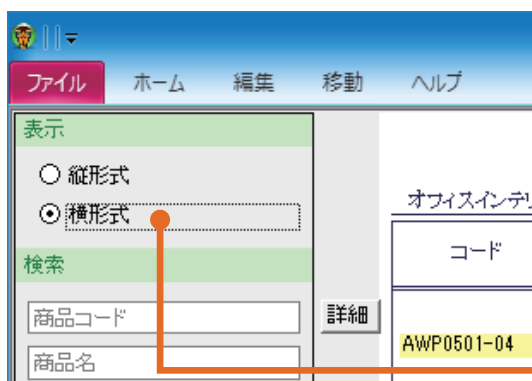 ファイル ホーム 編集 移動 ヘルプ
表示
縦形式
横形式
検索
商品コード
商品名
詳細
オフィスインテリ
コード
AWP0501-04